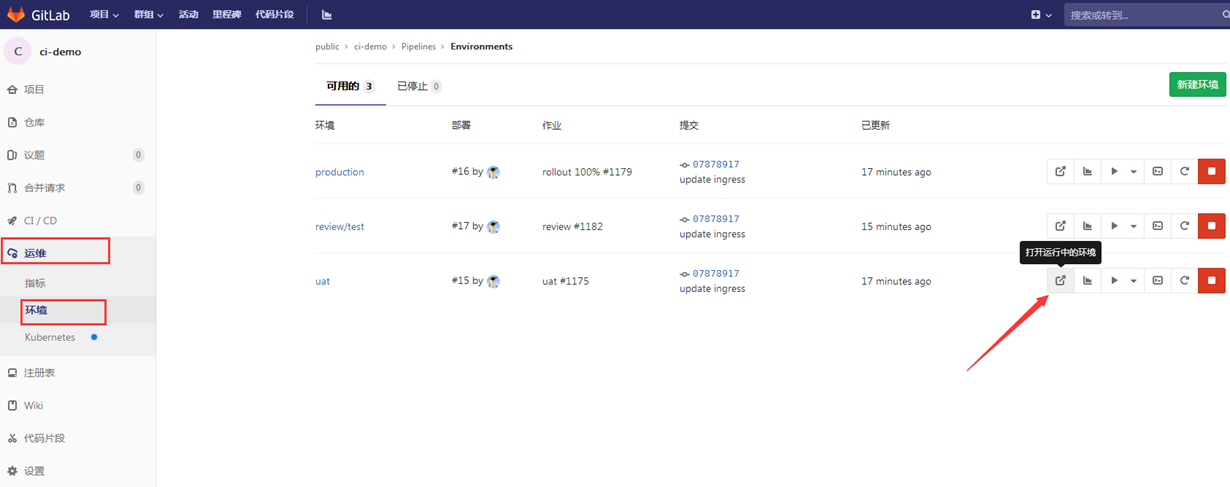 GitLab 项目 群组 活动 里程碑 代码片段 搜索或转到...
C ci-demo
项目
仓库
议题 0
合并请求 0
CI / CD
运维
指标
环境
Kubernetes
注册表
Wiki
代码片段
设置
public › ci-demo › Pipelines › Environments
可用的 3 已停止 0 新建环境
环境 部署 作业 提交 已更新
production #16 by rollout 100% #1179 07878917 17 minutes ago
update ingress
review/test #17 by review #1182 07878917 15 minutes ago
update ingress
打开运行中的环境
uat #15 by uat #1175 07878917 17 minutes ago
update ingress